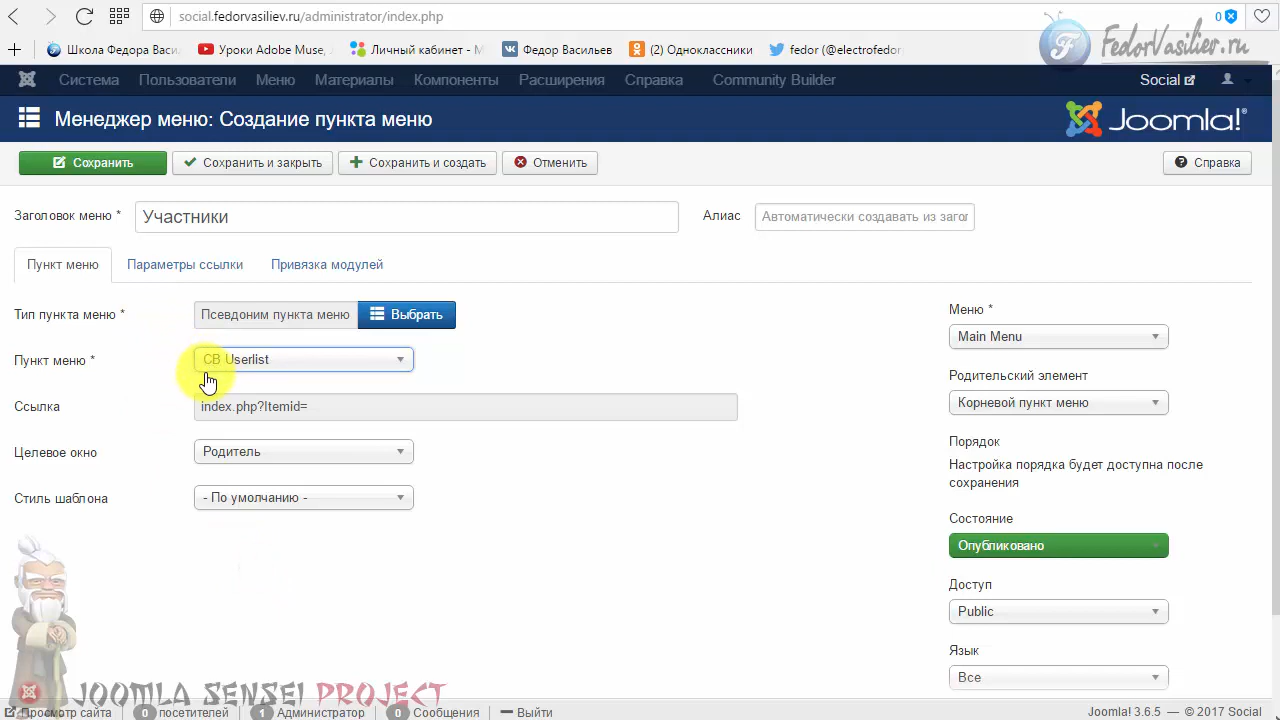 social.fedorvasiliev.ru/administrator/index.php
0
Школа Федора Васил
Уроки Adobe Muse,
Личный кабинет - М
Федор Васильев
(2) Одноклассники
fedor (@electrofedor
FedorVasiliev.ru
Система Пользователи Меню Материалы Компоненты Расширения Справка Community Builder Social
Менеджер меню: Создание пункта меню
Joomla!®
Сохранить Сохранить и закрыть Сохранить и создать Отменить Справка
Заголовок меню * Участники Алиас Автоматически создавать из загол
Пункт меню Параметры ссылки Привязка модулей
Тип пункта меню * Псевдоним пункта меню Выбрать
Пункт меню * CB Userlist
Ссылка index.php?Itemid=
Целевое окно Родитель
Стиль шаблона - По умолчанию -
Меню *
Main Menu
Родительский элемент
Корневой пункт меню
Порядок
Настройка порядка будет доступна после
сохранения
Состояние
Опубликовано
Доступ
Public
Язык
Все
JOOMLA SENSEI PROJECT
Просмотр сайта 0 посетителей 1 Администратор 0 Сообщения Выйти Joomla! 3.6.5 — © 2017 Social